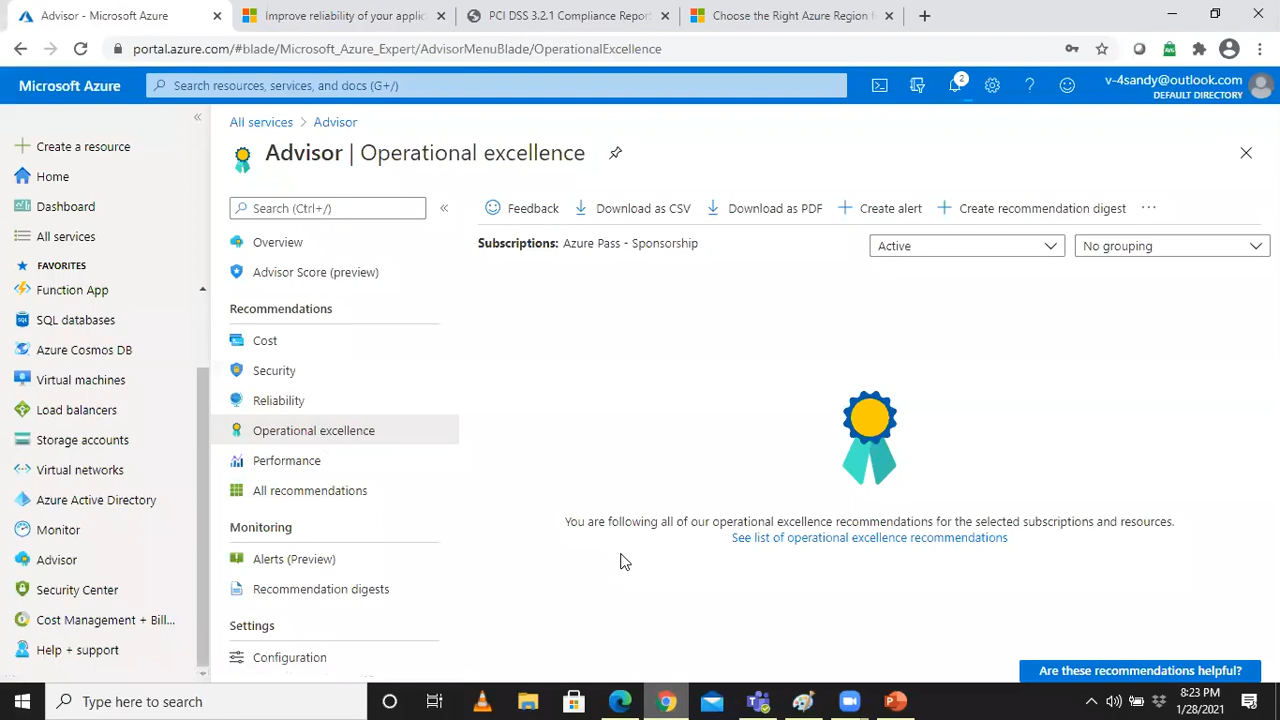 Advisor - Microsoft Azure
Improve reliability of your applic
PCI DSS 3.2.1 Compliance Report
Choose the Right Azure Region f
portal.azure.com/#blade/Microsoft_Azure_Expert/AdvisorMenuBlade/OperationalExcellence
Microsoft Azure
Search resources, services, and docs (G+/)
2
v-4sandy@outlook.com
DEFAULT DIRECTORY
Create a resource
Home
Dashboard
All services
FAVORITES
Function App
SQL databases
Azure Cosmos DB
Virtual machines
Load balancers
Storage accounts
Virtual networks
Azure Active Directory
Monitor
Advisor
Security Center
Cost Management + Bill...
Help + support
All services > Advisor
Advisor | Operational excellence
Search (Ctrl+/)
Overview
Advisor Score (preview)
Recommendations
Cost
Security
Reliability
Operational excellence
Performance
All recommendations
Monitoring
Alerts (Preview)
Recommendation digests
Settings
Configuration
Feedback
Download as CSV
Download as PDF
Create alert
Create recommendation digest
Subscriptions: Azure Pass - Sponsorship
Active
No grouping
You are following all of our operational excellence recommendations for the selected subscriptions and resources.
See list of operational excellence recommendations
Are these recommendations helpful?
Type here to search
8:23 PM
1/28/2021